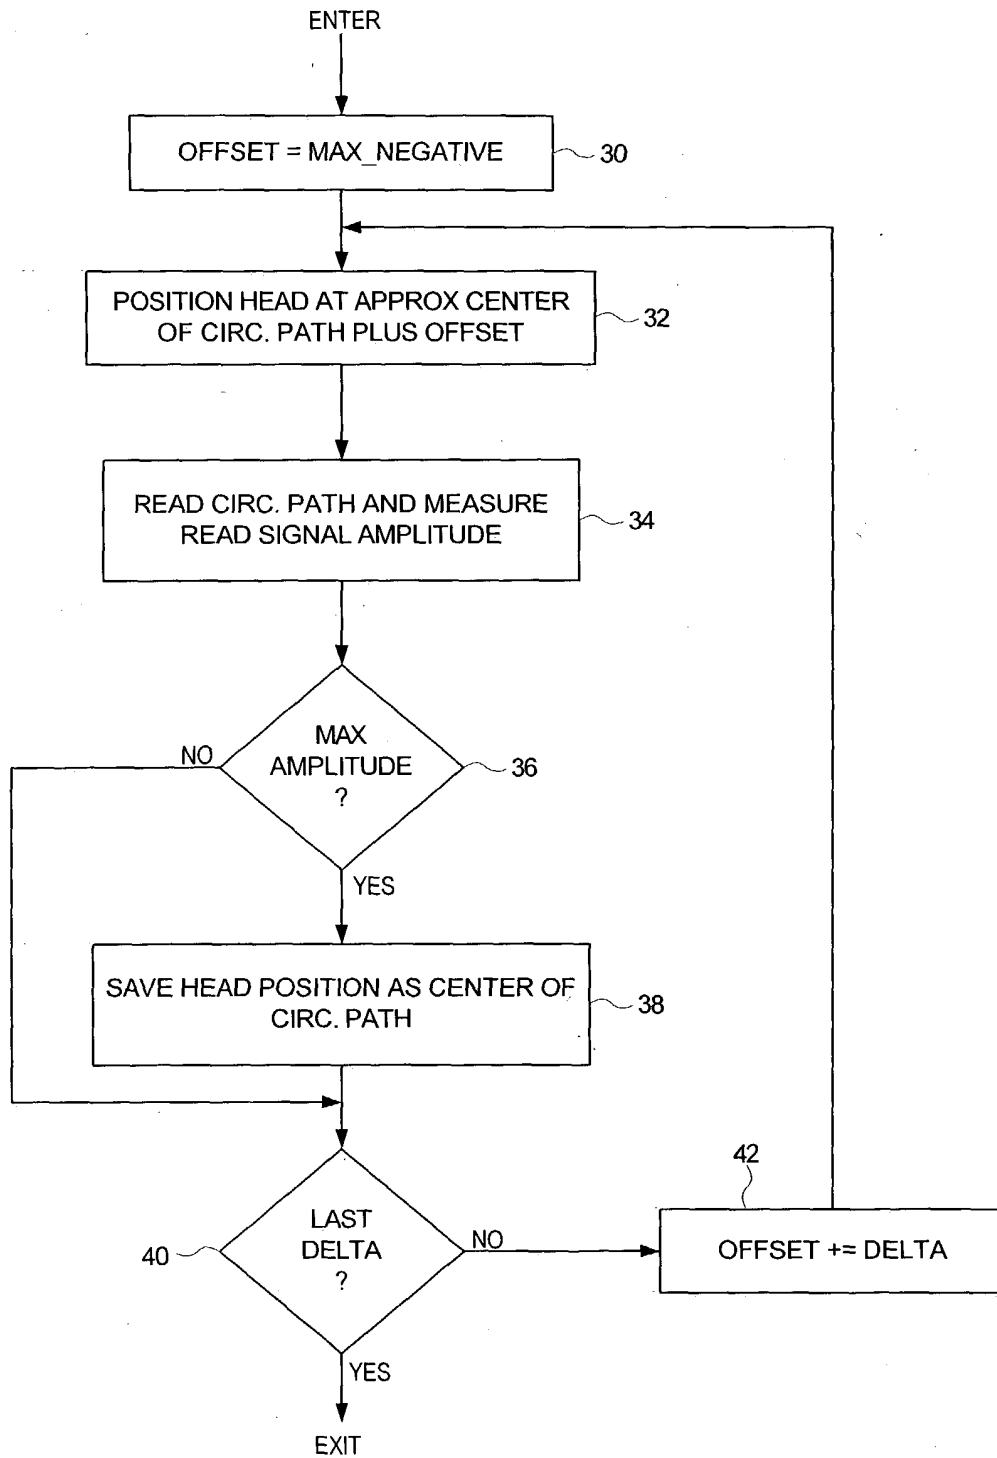 ENTER
OFFSET = MAX_NEGATIVE
30
POSITION HEAD AT APPROX CENTER
OF CIRC. PATH PLUS OFFSET
32
READ CIRC. PATH AND MEASURE
READ SIGNAL AMPLITUDE
34
MAX
AMPLITUDE
?
NO
36
YES
SAVE HEAD POSITION AS CENTER OF
CIRC. PATH
38
LAST
DELTA
?
40
NO
42
OFFSET += DELTA
YES
EXIT